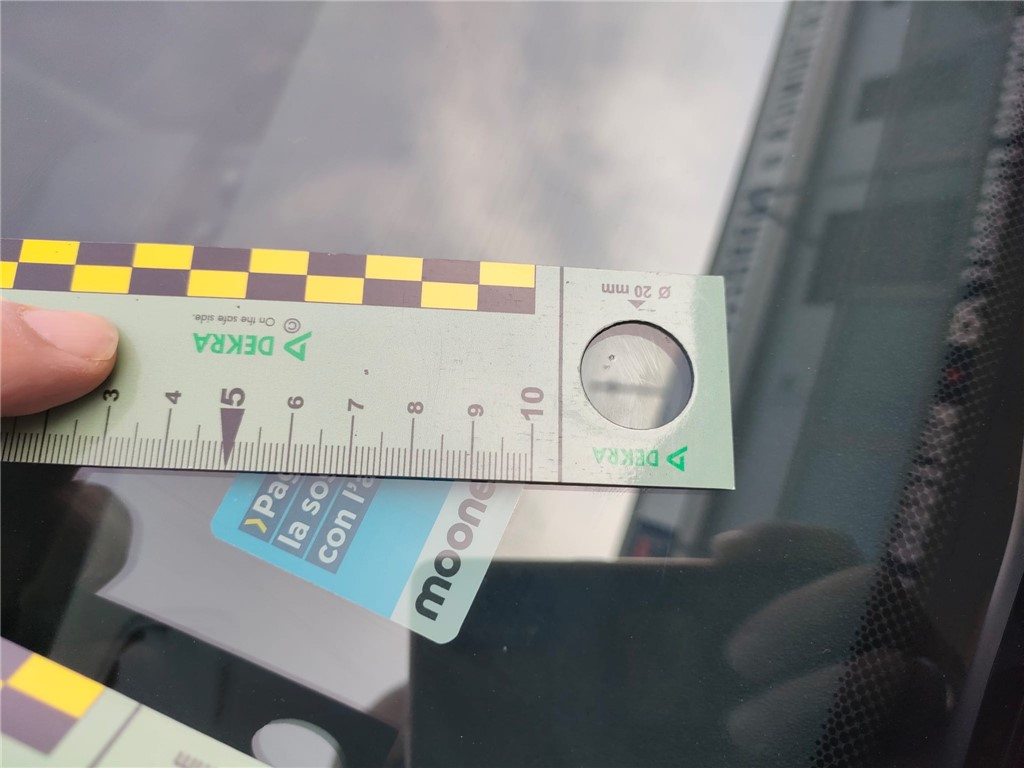 Ø 20 mm
© On the safe side.
DEKRA
DEKRA
3 4 5 6 7 8 9 10
la so
con l'a
moone